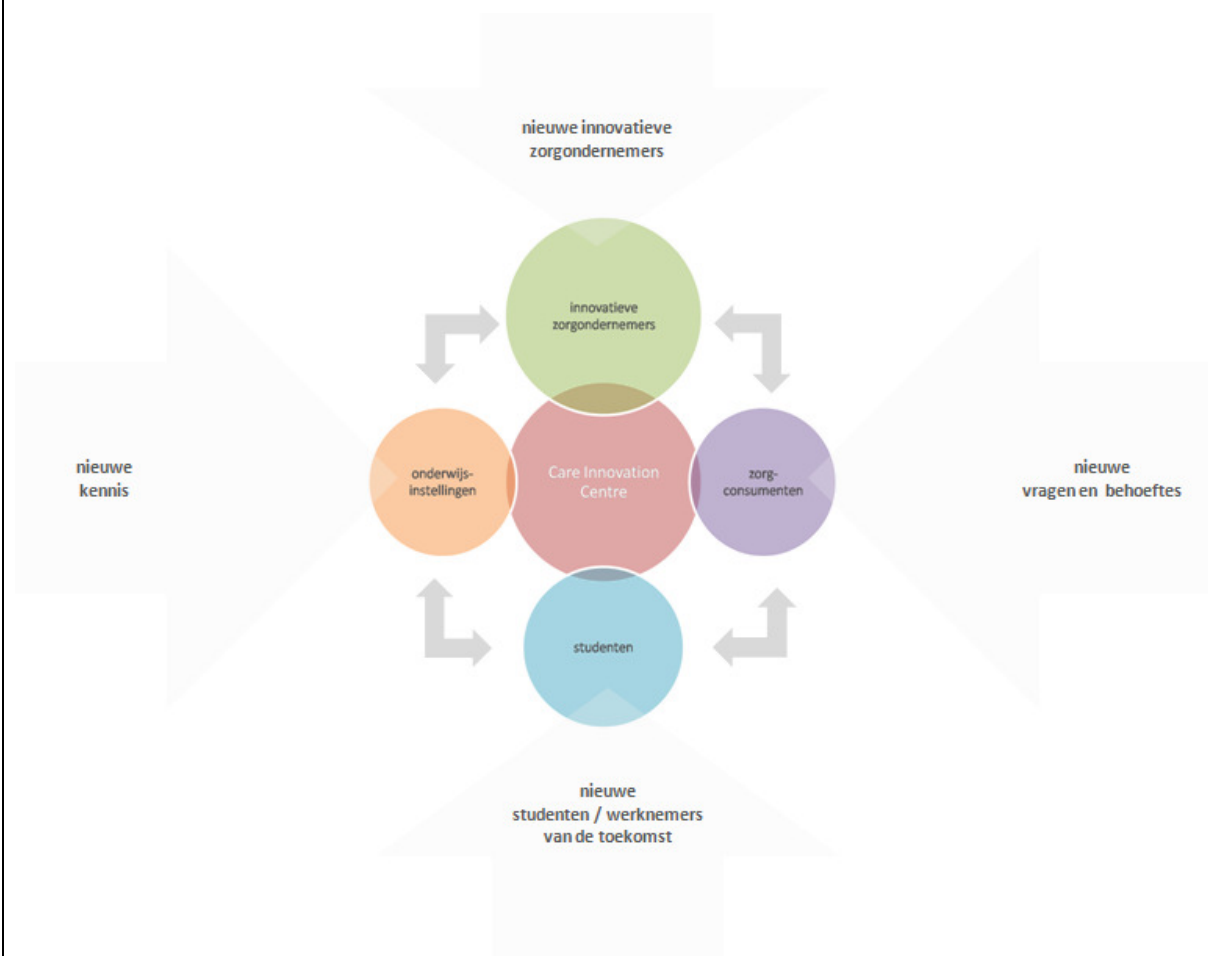 nieuwe innovatieve
zorgondernemers
innovatieve
zorgondernemers
nieuwe
kennis
onderwijs-
instellingen
Care Innovation
Centre
zorg-
consumenten
nieuwe
vragen en behoeftes
studenten
nieuwe
studenten / werknemers
van de toekomst